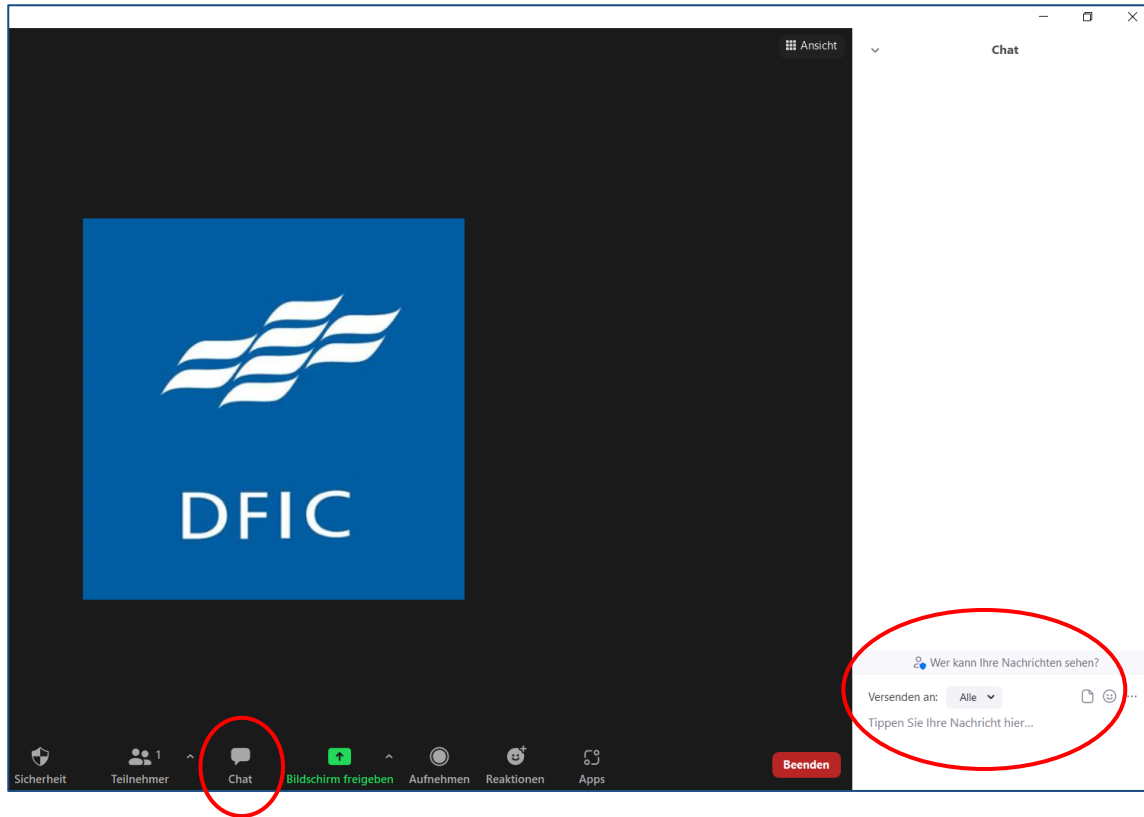 Ansicht
Chat
DFIC
Wer kann Ihre Nachrichten sehen?
Versenden an: Alle
Tippen Sie Ihre Nachricht hier...
1
Sicherheit Teilnehmer Chat Bildschirm freigeben Aufnehmen Reaktionen Apps
Beenden